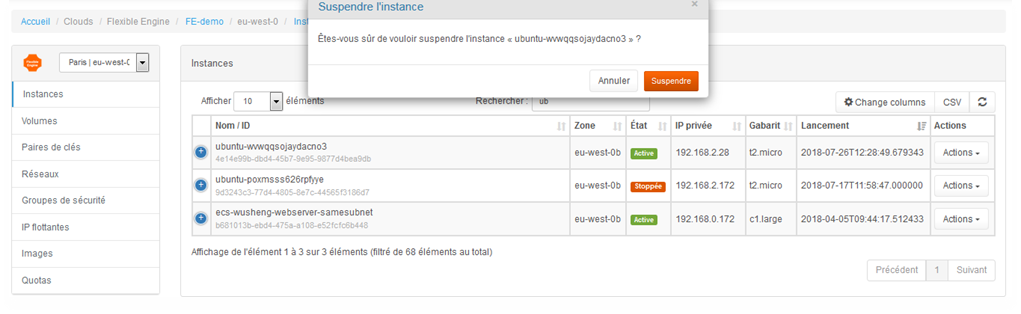 Suspendre l'instance ×
Accueil / Clouds / Flexible Engine / FE-demo / eu-west-0 / Inst
Êtes-vous sûr de vouloir suspendre l'instance « ubuntu-wvwqqsojaydacno3 » ?
Annuler Suspendre
Paris | eu-west-0
Instances
Volumes
Paires de clés
Réseaux
Groupes de sécurité
IP flottantes
Images
Quotas
Instances
Afficher 10 éléments Rechercher : ub Change columns CSV
Nom / ID Zone État IP privée Gabarit Lancement Actions
ubuntu-wvwqqsojaydacno3 eu-west-0b Active 192.168.2.28 t2.micro 2018-07-26T12:28:49.679343 Actions
4e14e99b-dbd4-45b7-9e95-9877d4bea9db
ubuntu-poxmsss626rpfyye eu-west-0b Stoppée 192.168.2.172 t2.micro 2018-07-17T11:58:47.000000 Actions
9d3243c3-77d4-4805-8e7c-44565f3186d7
ecs-wusheng-webserver-samesubnet eu-west-0b Active 192.168.0.172 c1.large 2018-04-05T09:44:17.512433 Actions
b681013b-ebd4-475a-a108-e52fcfc6b448
Affichage de l'élément 1 à 3 sur 3 éléments (filtré de 68 éléments au total)
Précédent 1 Suivant